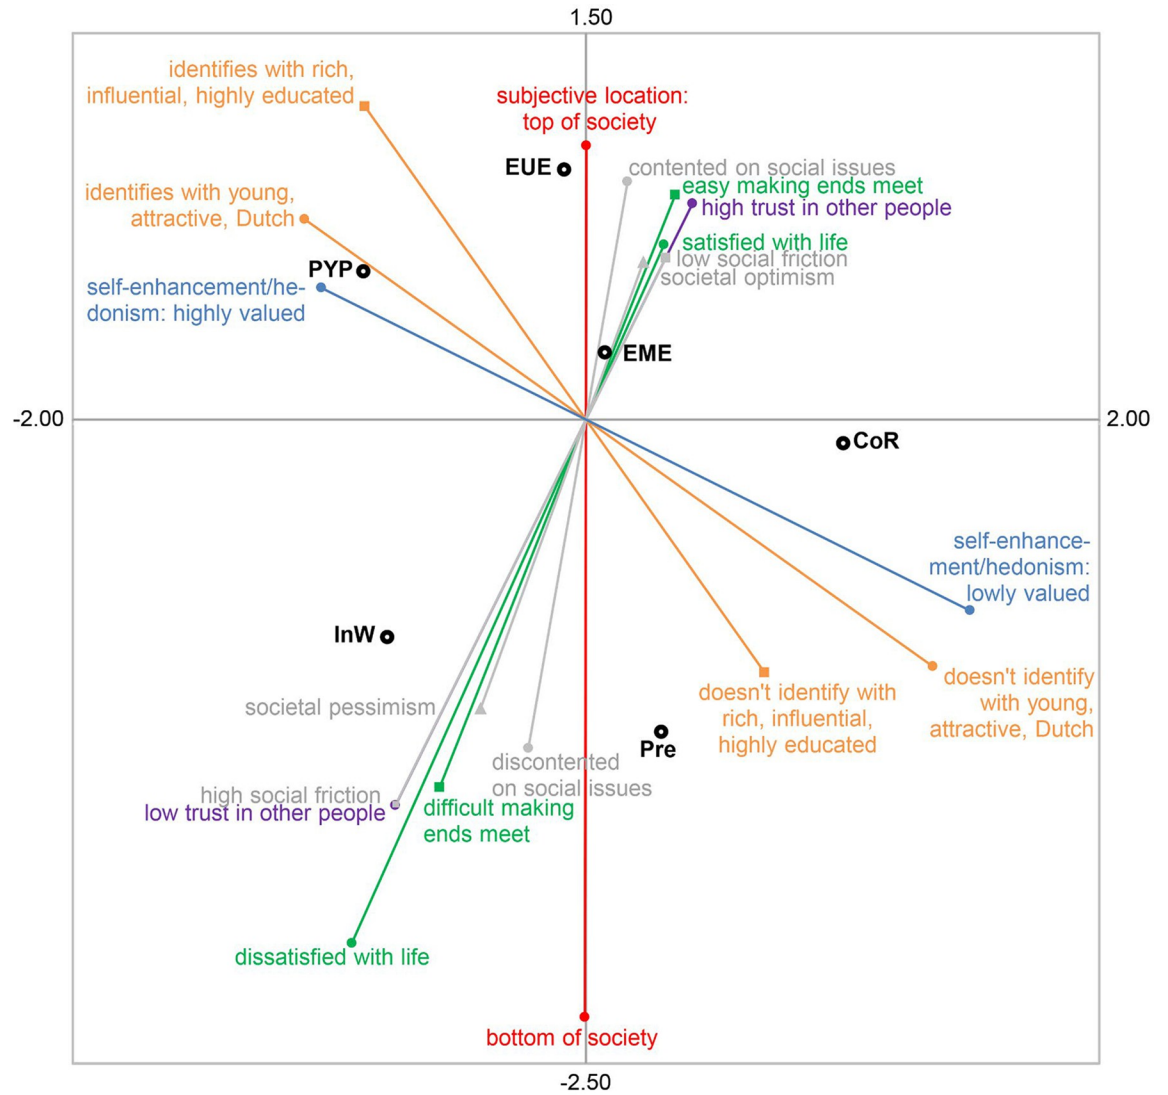 1.50
identifies with rich,
influential, highly educated
subjective location:
top of society
EUE
contented on social issues
easy making ends meet
high trust in other people
identifies with young,
attractive, Dutch
satisfied with life
low social friction
societal optimism
PYP
self-enhancement/he-
donism: highly valued
EME
-2.00
2.00
CoR
self-enhance-
ment/hedonism:
lowly valued
InW
doesn't identify
with young,
attractive, Dutch
doesn't identify with
rich, influential,
highly educated
societal pessimism
Pre
discontented
on social issues
high social friction
low trust in other people
difficult making
ends meet
dissatisfied with life
bottom of society
-2.50